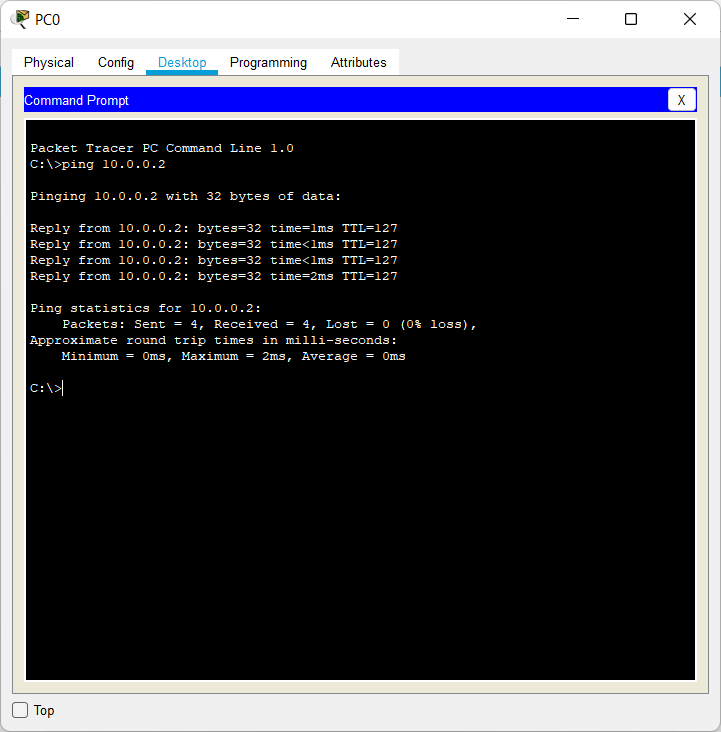 PC0
Physical Config Desktop Programming Attributes
Command Prompt X
Packet Tracer PC Command Line 1.0
C:\>ping 10.0.0.2
Pinging 10.0.0.2 with 32 bytes of data:
Reply from 10.0.0.2: bytes=32 time=1ms TTL=127
Reply from 10.0.0.2: bytes=32 time<1ms TTL=127
Reply from 10.0.0.2: bytes=32 time<1ms TTL=127
Reply from 10.0.0.2: bytes=32 time=2ms TTL=127
Ping statistics for 10.0.0.2:
    Packets: Sent = 4, Received = 4, Lost = 0 (0% loss),
Approximate round trip times in milli-seconds:
    Minimum = 0ms, Maximum = 2ms, Average = 0ms
C:\>
Top